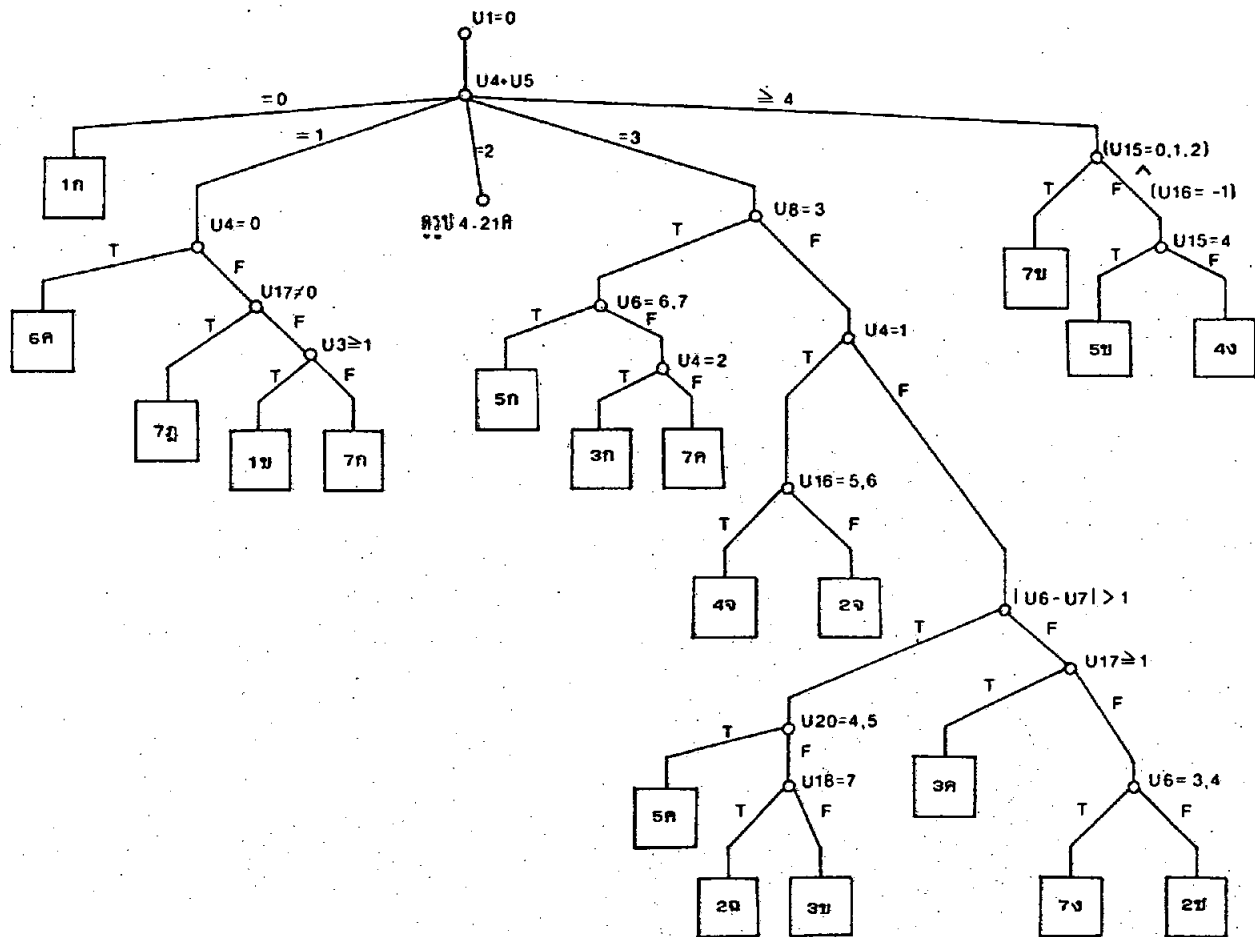 U1=0
U4+U5
=0
=1
=2
=3
≧ 4
1ก
ดูรูป 4.21ค
U4=0
T
F
6ค
U17≠0
T
F
7ฏ
U3≧1
T
F
1ข
7ก
U8=3
T
F
U6=6,7
T
F
5ก
U4=2
T
F
3ก
7ค
U4=1
T
F
U16=5,6
T
F
4จ
2จ
|U6-U7|>1
T
F
U20=4,5
T
F
5ค
U18=7
T
F
2ฉ
3ข
U17≧1
T
F
3ค
U6=3,4
T
F
7ง
2ช
(U15=0,1.2)
^
(U16= -1)
T
F
7ข
U15=4
T
F
5ข
4ง